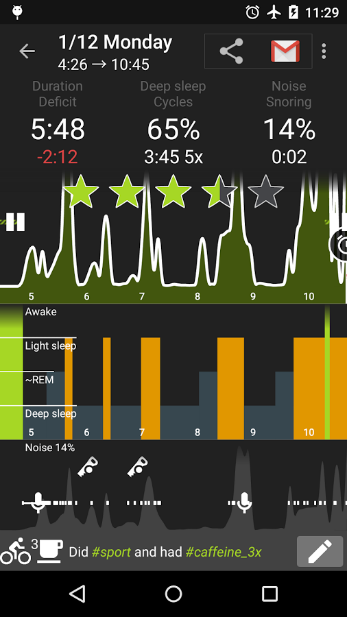 11:29
1/12 Monday
4:26 → 10:45
Duration Deep sleep Noise
Deficit Cycles Snoring
5:48 65% 14%
-2:12 3:45 5x 0:02
5 6 7 8 9 10
Awake
Light sleep
~REM
Deep sleep
5 6 7 8 9 10
Noise 14%
3 Did #sport and had #caffeine_3x